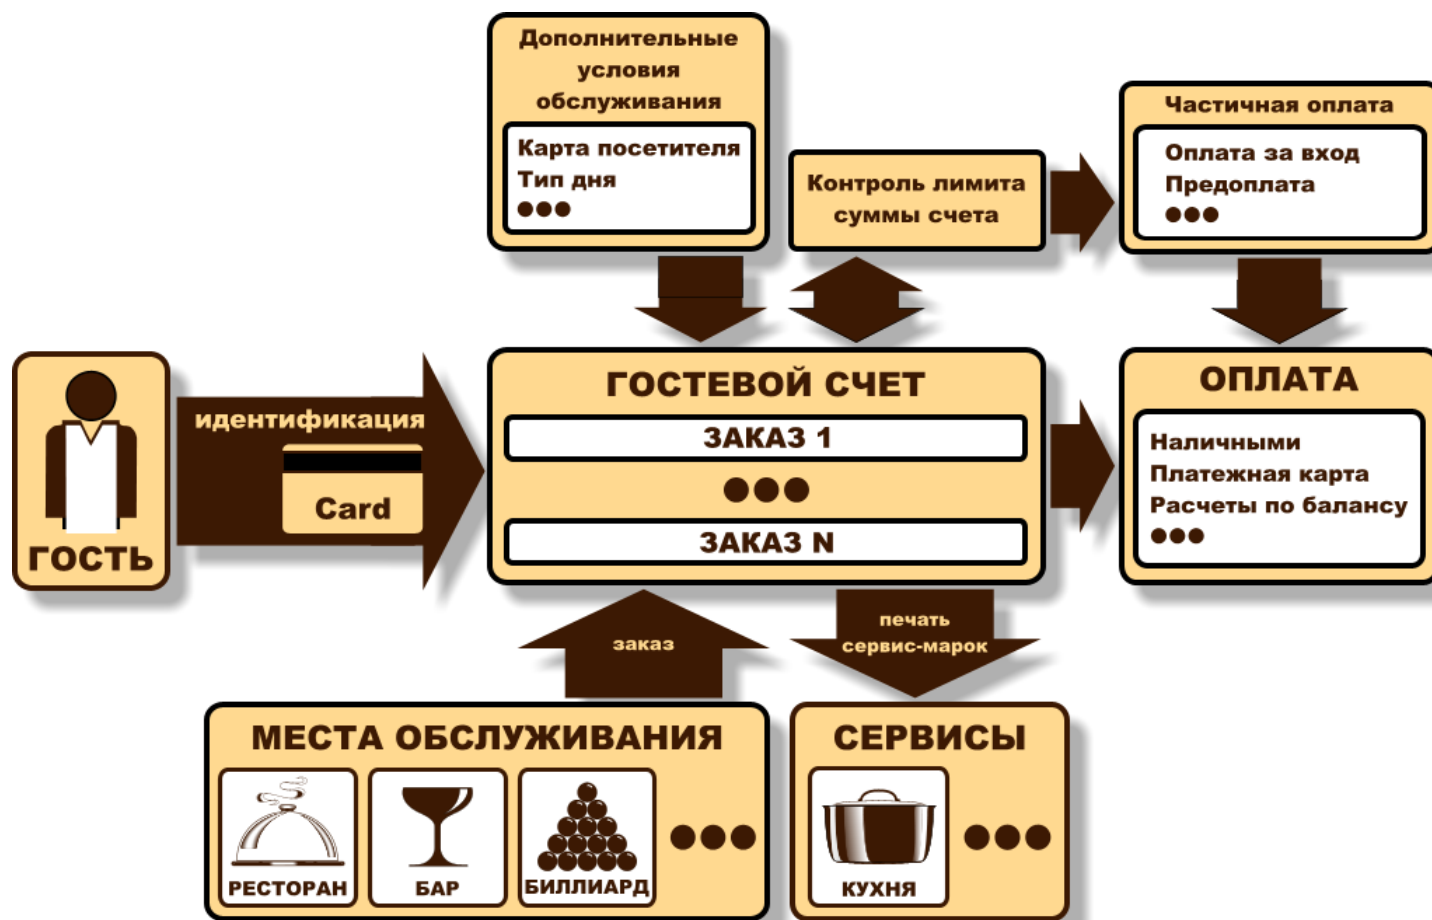 Дополнительные
условия
обслуживания
Карта посетителя
Тип дня
●●●
Контроль лимита
суммы счета
Частичная оплата
Оплата за вход
Предоплата
●●●
ГОСТЬ
идентификация
Card
ГОСТЕВОЙ СЧЕТ
ЗАКАЗ 1
●●●
ЗАКАЗ N
ОПЛАТА
Наличными
Платежная карта
Расчеты по балансу
●●●
заказ
печать
сервис-марок
МЕСТА ОБСЛУЖИВАНИЯ
РЕСТОРАН
БАР
БИЛЛИАРД
●●●
СЕРВИСЫ
КУХНЯ
●●●